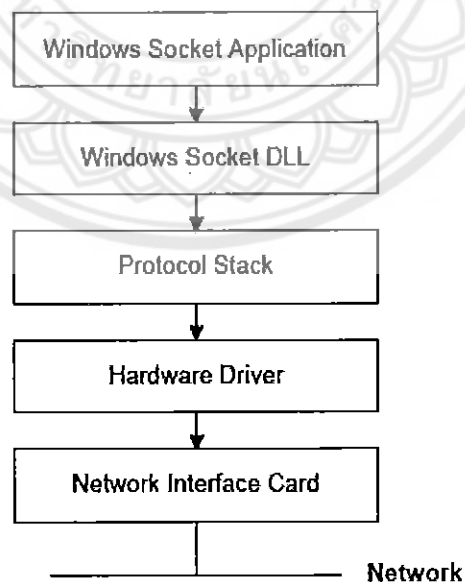 Windows Socket Application
Windows Socket DLL
Protocol Stack
Hardware Driver
Network Interface Card
Network